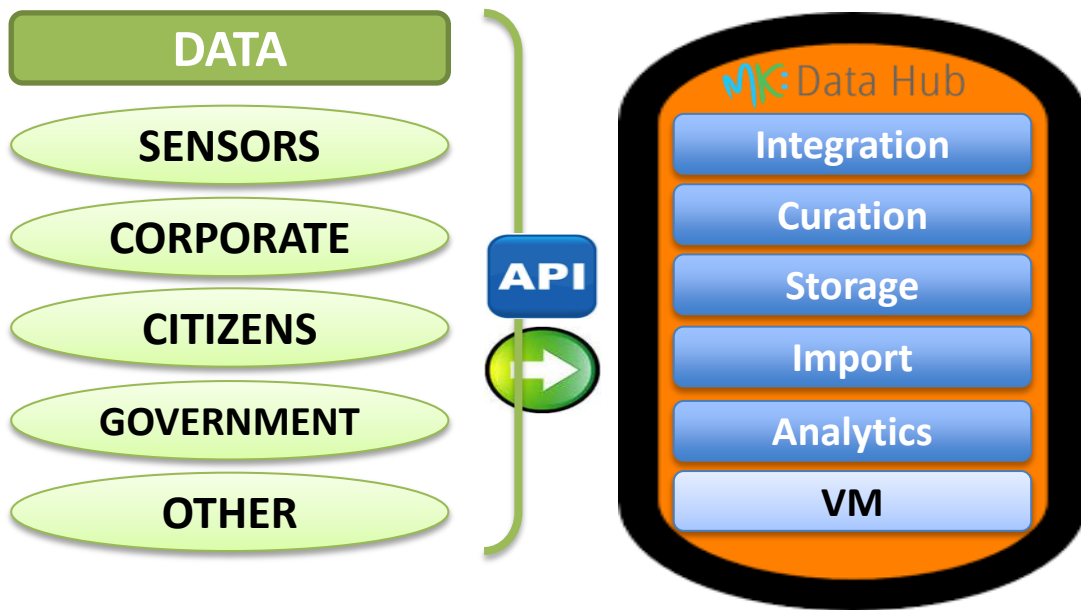 DATA
SENSORS
CORPORATE
CITIZENS
GOVERNMENT
OTHER
API
MK: Data Hub
Integration
Curation
Storage
Import
Analytics
VM